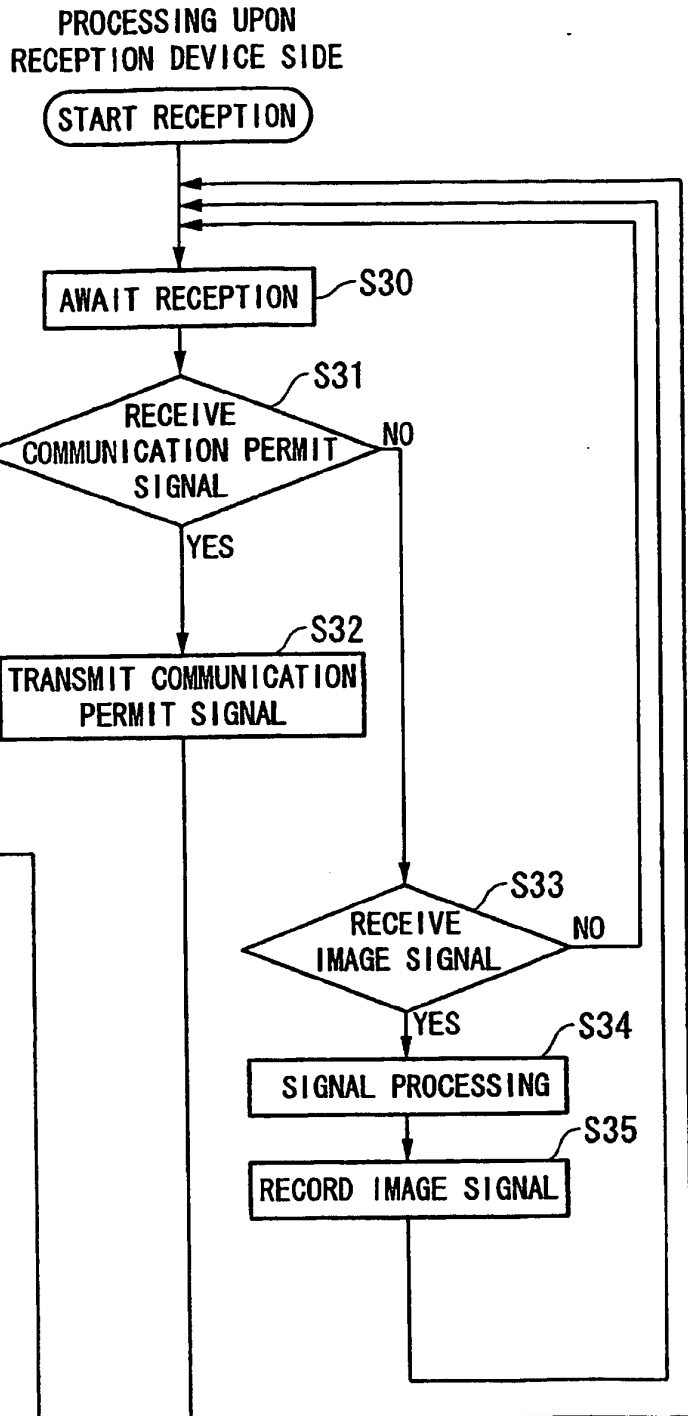 PROCESSING UPON
RECEPTION DEVICE SIDE
START RECEPTION
AWAIT RECEPTION
S30
S31
RECEIVE
COMMUNICATION PERMIT
SIGNAL
NO
YES
S32
TRANSMIT COMMUNICATION
PERMIT SIGNAL
S33
RECEIVE
IMAGE SIGNAL
NO
YES
S34
SIGNAL PROCESSING
S35
RECORD IMAGE SIGNAL